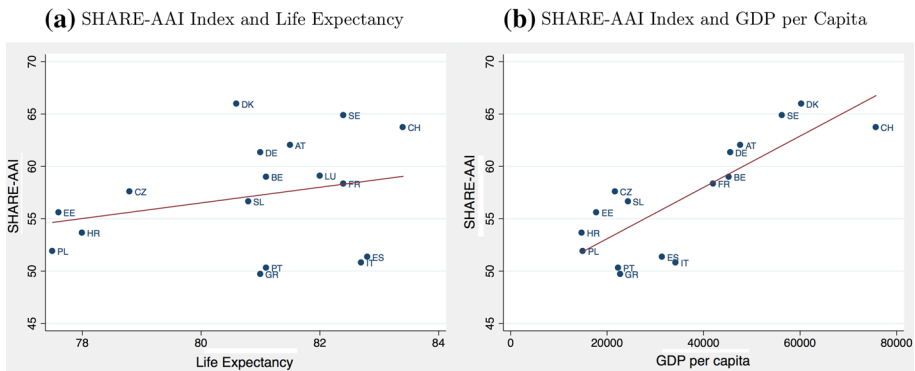 (a) SHARE-AAI Index and Life Expectancy
70
65
60
55
50
45
SHARE-AAI
DK
SE
CH
AT
DE
BE
LU
FR
CZ
SL
EE
HR
PL
ES
IT
PT
GR
78
80
82
84
Life Expectancy
(b) SHARE-AAI Index and GDP per Capita
70
65
60
55
50
45
SHARE-AAI
DK
SE
CH
AT
DE
BE
FR
CZ
SL
EE
HR
PL
ES
IT
PT
GR
0
20000
40000
60000
80000
GDP per capita